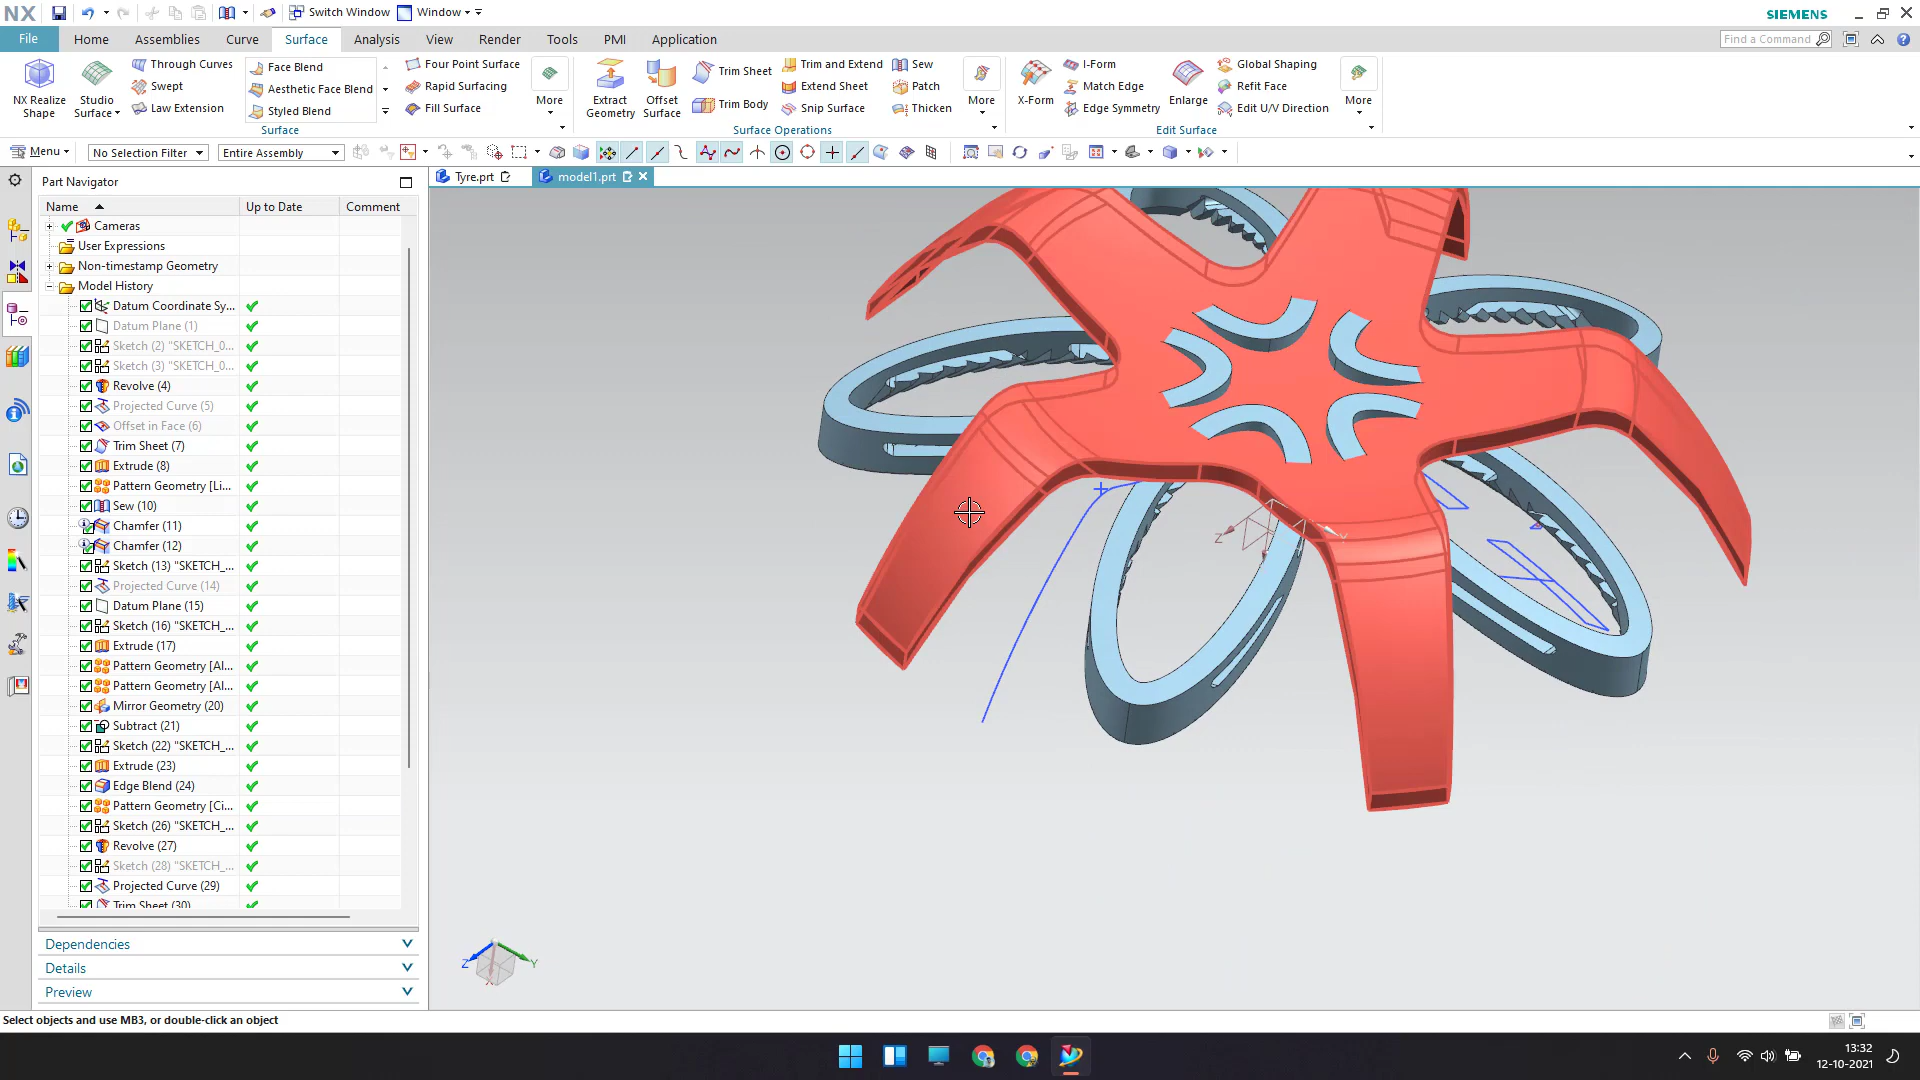 NX
Switch Window
Window
SIEMENS
File
Home
Assemblies
Curve
Surface
Analysis
View
Render
Tools
PMI
Application
Find a Command
NX Realize Shape
Studio Surface
Through Curves
Swept
Law Extension
Face Blend
Aesthetic Face Blend
Styled Blend
Four Point Surface
Rapid Surfacing
Fill Surface
More
Extract Geometry
Offset Surface
Trim Sheet
Trim Body
Trim and Extend
Extend Sheet
Snip Surface
Sew
Patch
Thicken
More
X-Form
I-Form
Match Edge
Edge Symmetry
Enlarge
Global Shaping
Refit Face
Edit U/V Direction
More
Surface
Surface Operations
Edit Surface
Menu
No Selection Filter
Entire Assembly
Part Navigator
Tyre.prt
model1.prt
Name
Up to Date
Comment
Cameras
User Expressions
Non-timestamp Geometry
Model History
Datum Coordinate Sy...
Datum Plane (1)
Sketch (2) "SKETCH_0...
Sketch (3) "SKETCH_0...
Revolve (4)
Projected Curve (5)
Offset in Face (6)
Trim Sheet (7)
Extrude (8)
Pattern Geometry [Li...
Sew (10)
Chamfer (11)
Chamfer (12)
Sketch (13) "SKETCH_...
Projected Curve (14)
Datum Plane (15)
Sketch (16) "SKETCH_...
Extrude (17)
Pattern Geometry [Al...
Pattern Geometry [Al...
Mirror Geometry (20)
Subtract (21)
Sketch (22) "SKETCH_...
Extrude (23)
Edge Blend (24)
Pattern Geometry [Ci...
Sketch (26) "SKETCH_...
Revolve (27)
Sketch (28) "SKETCH_...
Projected Curve (29)
Trim Sheet (30)
Dependencies
Details
Preview
Z
Y
X
Z
Y
Select objects and use MB3, or double-click an object
13:32
12-10-2021